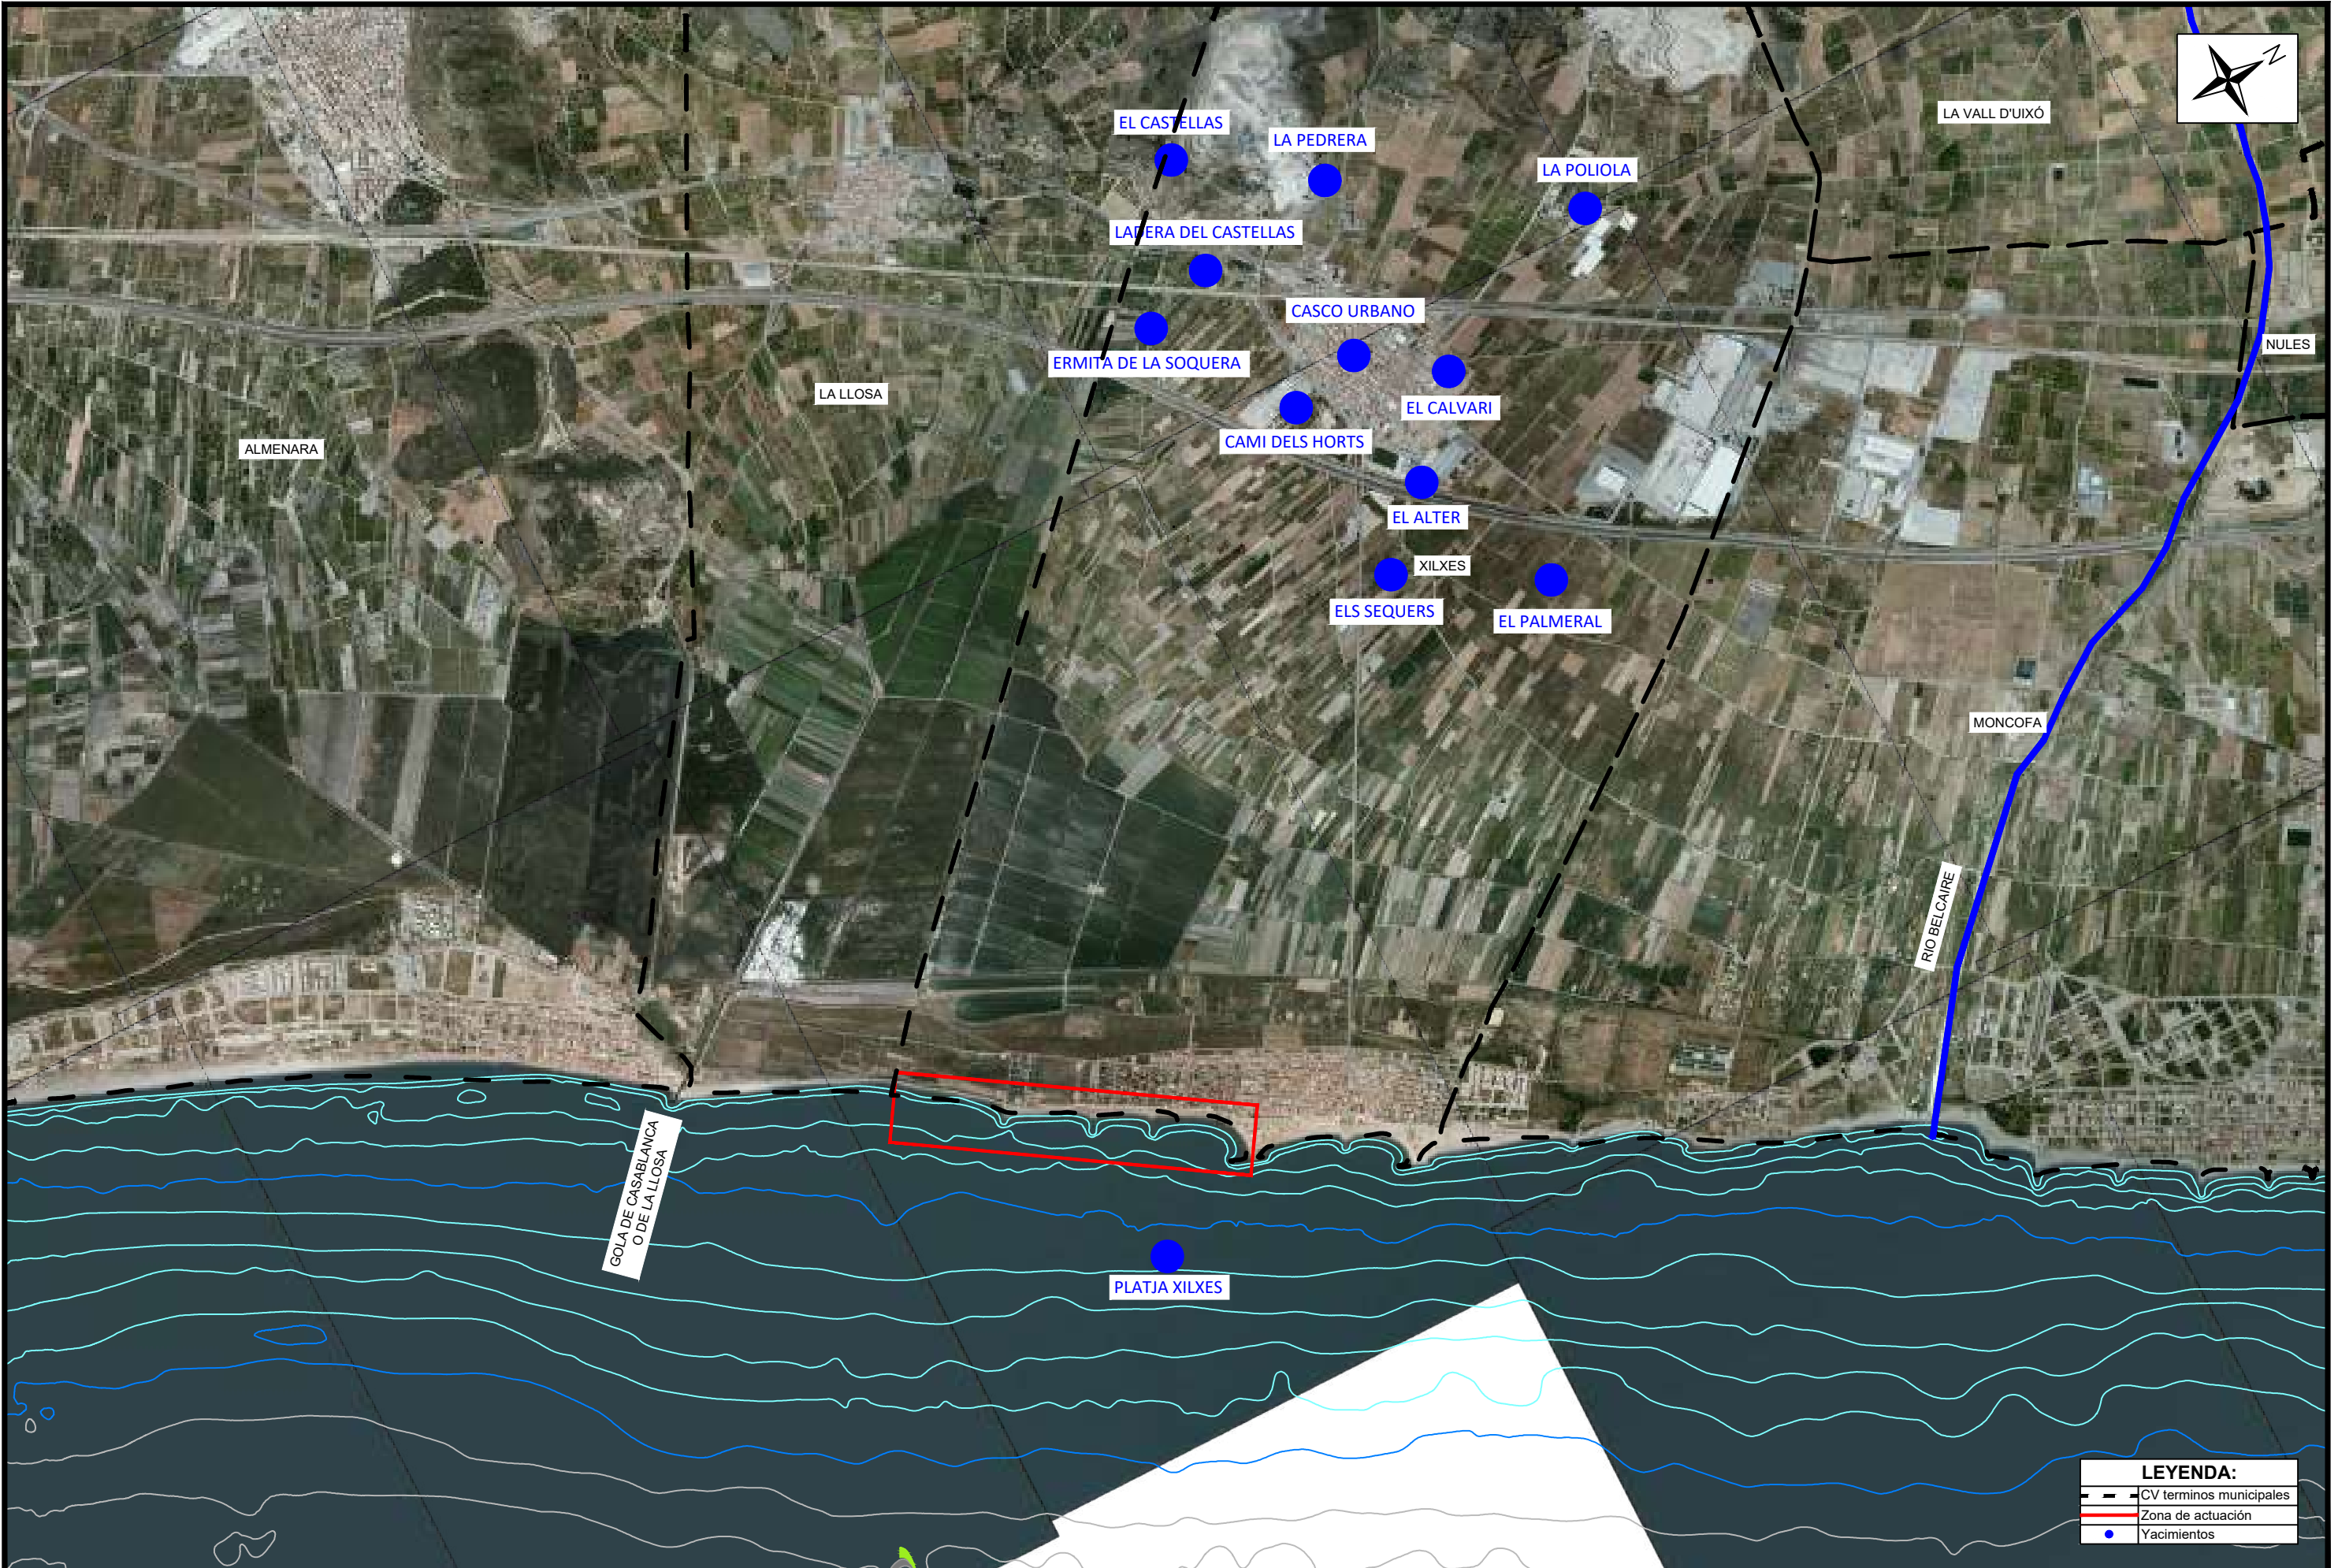 N
LA VALL D'UIXÓ
EL CASTELLAS
LA PEDRERA
LA POLIOLA
LADERA DEL CASTELLAS
CASCO URBANO
NULES
ERMITA DE LA SOQUERA
LA LLOSA
EL CALVARI
CAMI DELS HORTS
ALMENARA
EL ALTER
XILXES
ELS SEQUERS
EL PALMERAL
MONCOFA
RIO BELCAIRE
GOLA DE CASABLANCA
O DE LA LLOSA
PLATJA XILXES
LEYENDA:
CV terminos municipales
Zona de actuación
Yacimientos